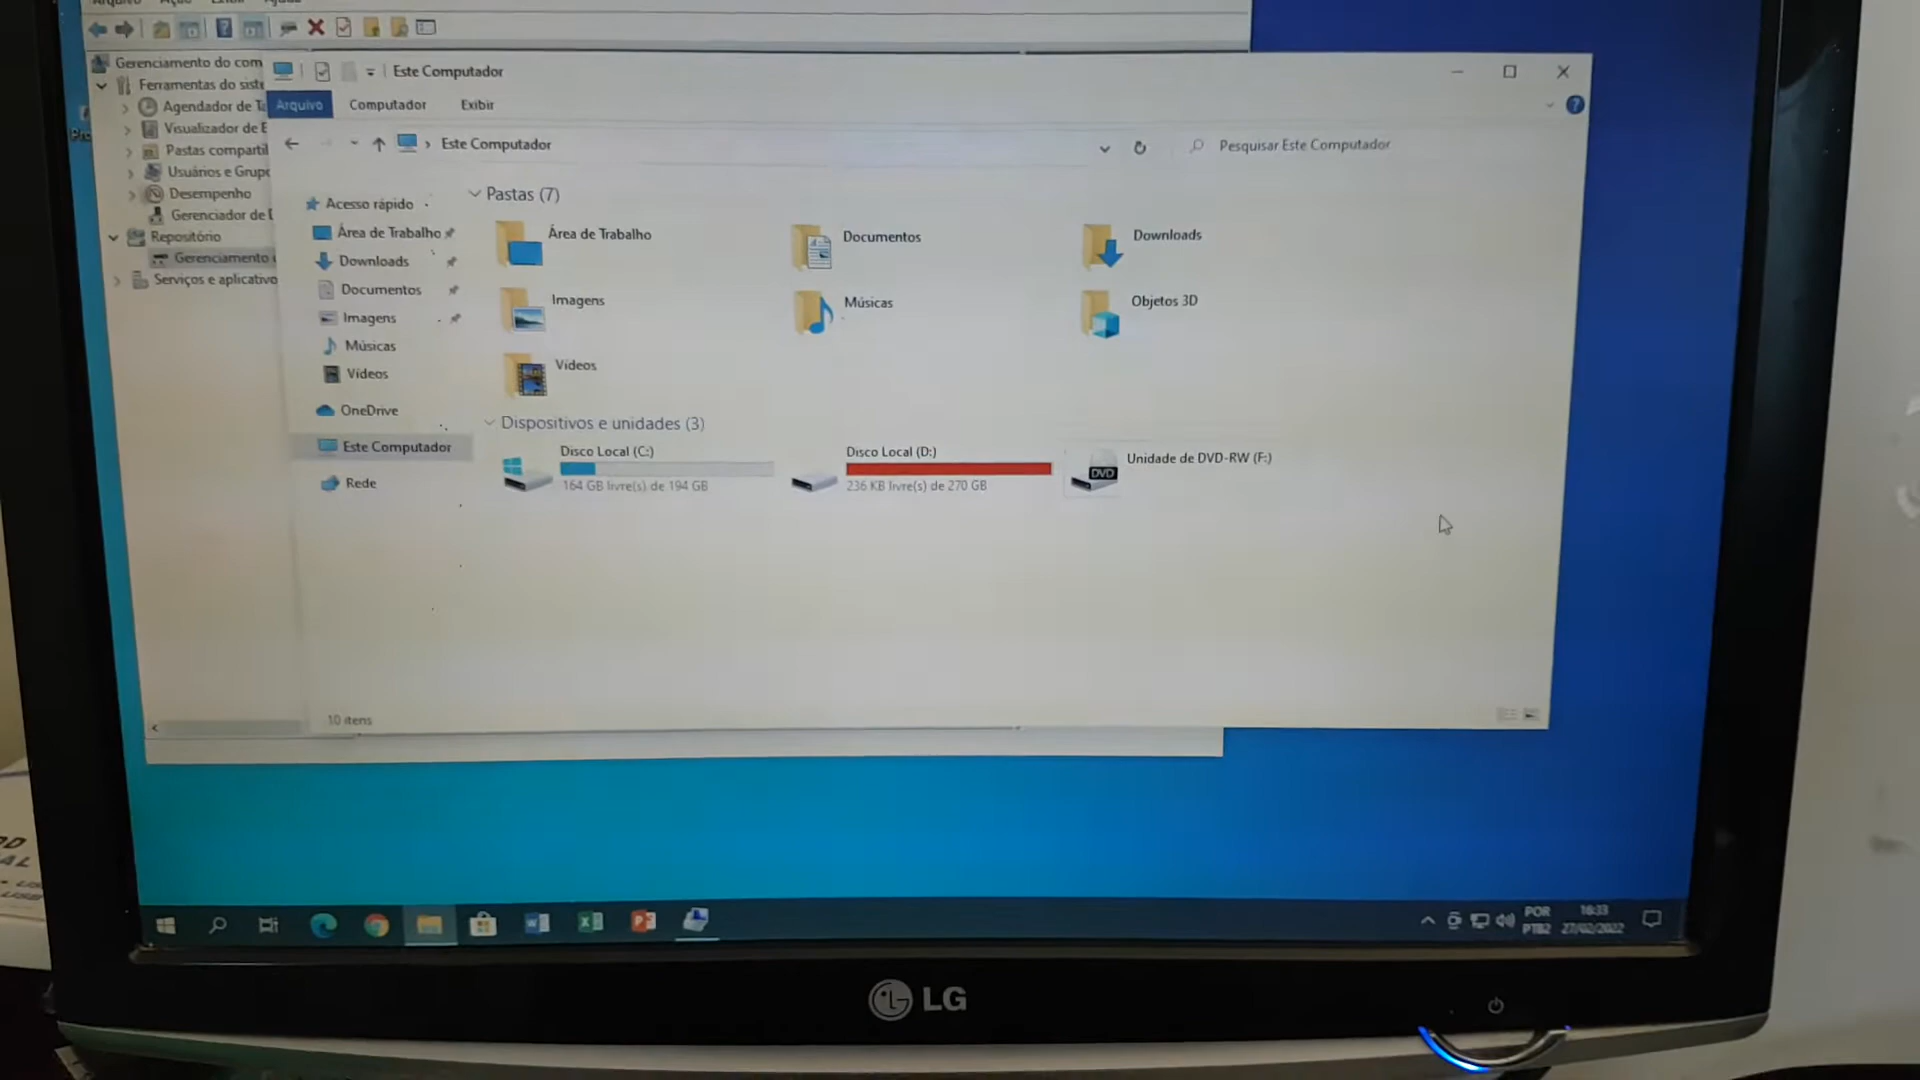 Gerenciamento do com
Ferramentas do siste
Agendador de Ta
Visualizador de E
Pastas compartil
Usuários e Grupo
Desempenho
Gerenciador de D
Repositório
Gerenciamento
Serviços e aplicativo
Este Computador
Arquivo
Computador
Exibir
Este Computador
Pesquisar Este Computador
Acesso rápido
Área de Trabalho
Downloads
Documentos
Imagens
Músicas
Vídeos
OneDrive
Este Computador
Rede
Pastas (7)
Área de Trabalho
Documentos
Downloads
Imagens
Músicas
Objetos 3D
Vídeos
Dispositivos e unidades (3)
Disco Local (C:)
164 GB livre(s) de 194 GB
Disco Local (D:)
236 KB livre(s) de 270 GB
DVD
Unidade de DVD-RW (F:)
10 itens
POR
PTB2
16:33
27/02/2022
LG